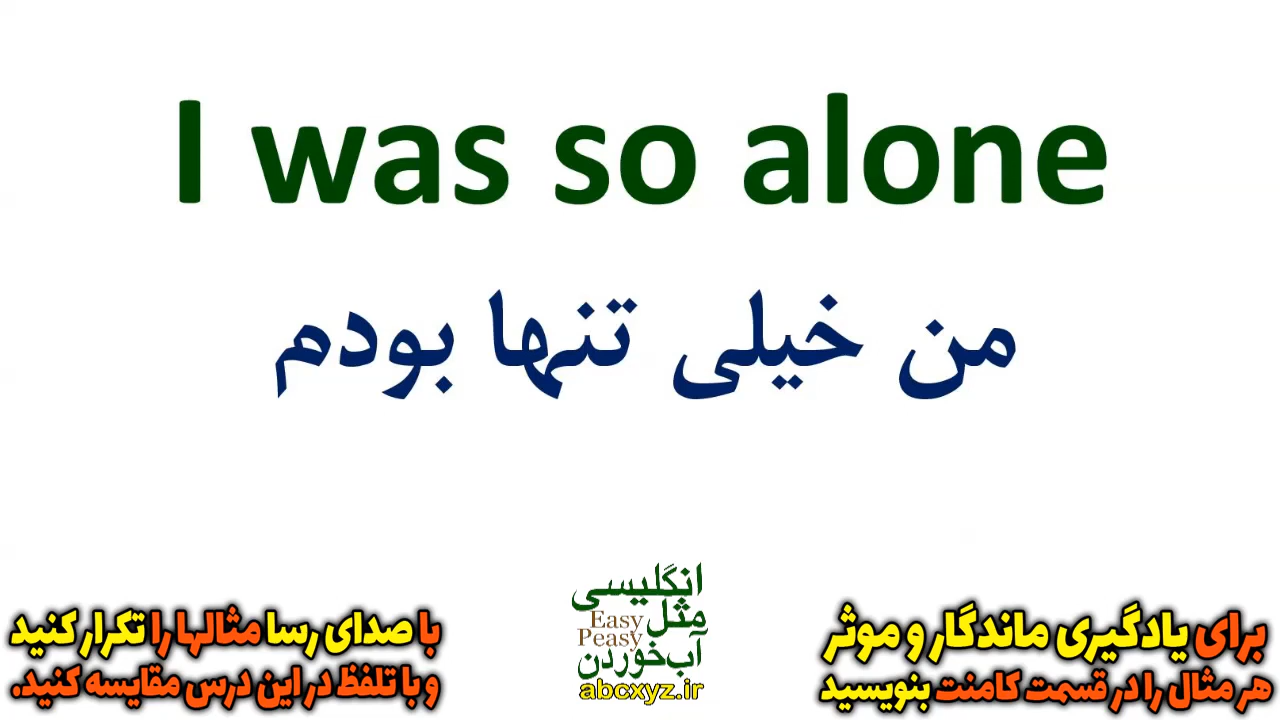 I was so alone
من خیلی تنها بودم
برای یادگیری ماندگار و موثر
هر مثال را در قسمت کامنت بنویسید
انگلیسی
مثل Easy
Peasy
آب خوردن
abcxyz.ir
با صدای رسا مثالها را تکرار کنید
و با تلفظ در این درس مقایسه کنید.